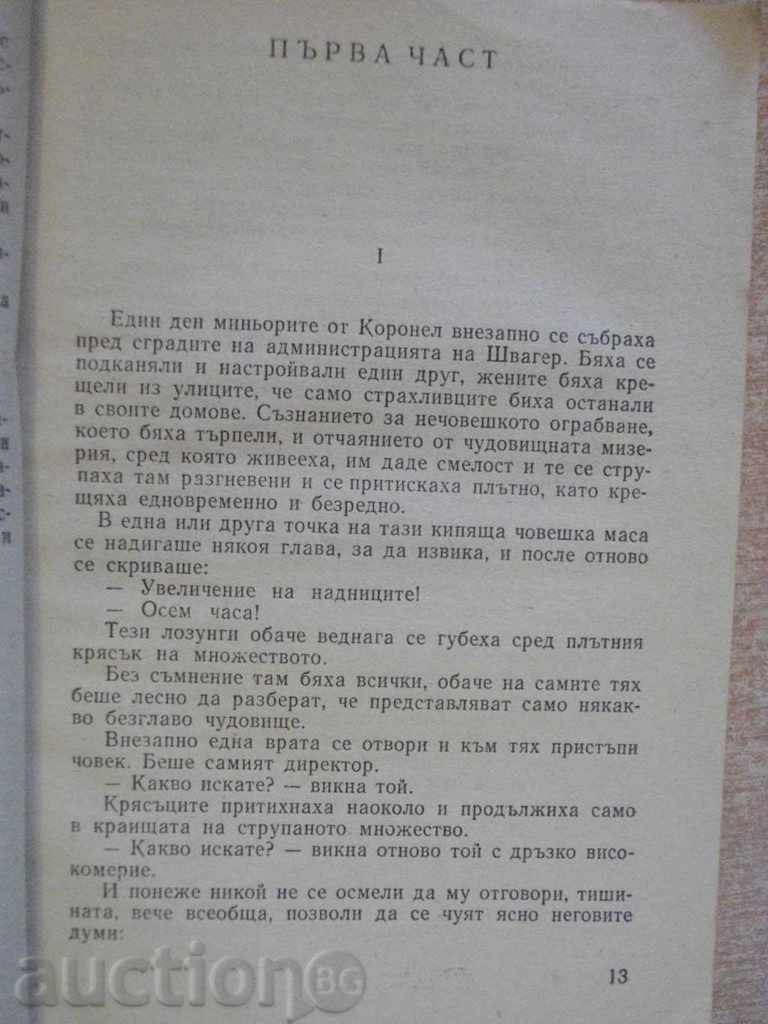 ПЪРВА ЧАСТ
I
Един ден миньорите от Коронел внезапно се събраха
пред сградите на администрацията на Швагер. Бяха се
подканяли и настройвали един друг, жените бяха кре-
щели из улиците, че само страхливците биха останали
в своите домове. Съзнанието за нечовешкото ограбване,
което бяха търпели, и отчаянието от чудовищната мизе-
рия, сред която живееха, им даде смелост и те се стру-
паха там разгневени и се притискаха плътно, като кре-
щяха едновременно и безредно.
В една или друга точка на тази кипяща човешка маса
се надигаше някоя глава, за да извика, и после отново
се скриваше:
— Увеличение на надниците!
— Осем часа!
Тези лозунги обаче веднага се губеха сред плътния
крясък на множеството.
Без съмнение там бяха всички, обаче на самите тях
беше лесно да разберат, че представляват само някак-
во безглаво чудовище.
Внезапно една врата се отвори и към тях пристъпи
човек. Беше самият директор.
— Какво искате? — викна той.
Крясъците притихнаха наоколо и продължиха само
в краищата на струпаното множество.
— Какво искате? — викна отново той с дръзко висо-
комерие.
И понеже никой не се осмели да му отговори, тиши-
ната, вече всеобща, позволи да се чуят ясно неговите
думи:
13
auctionBG